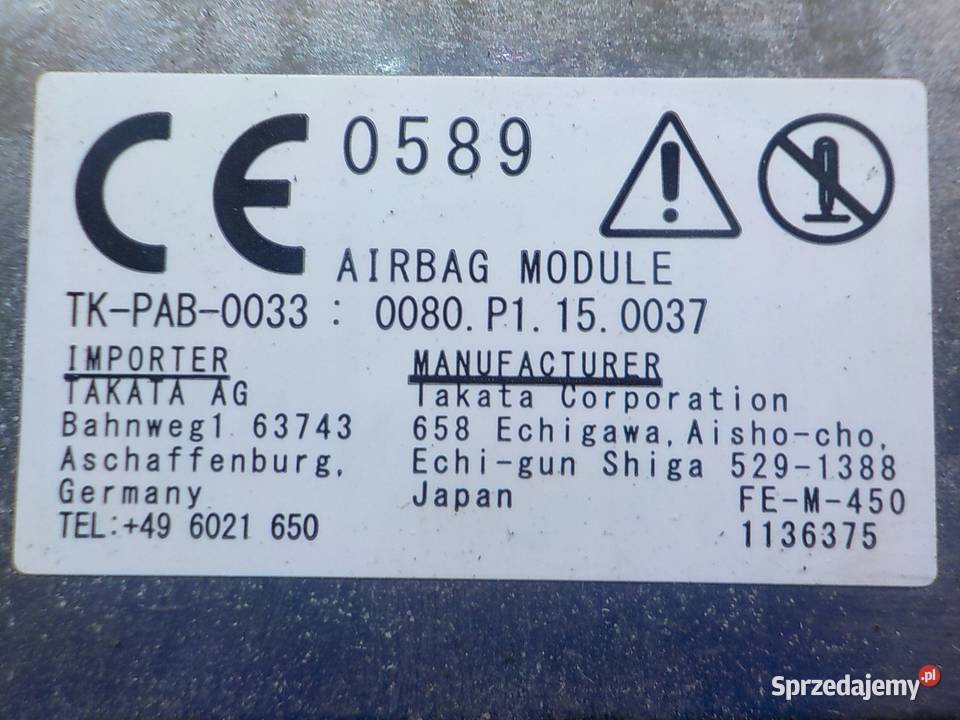 CE 0589
AIRBAG MODULE
TK-PAB-0033 : 0080.P1.15.0037
IMPORTER
TAKATA AG
Bahnweg1 63743
Aschaffenburg,
Germany
TEL:+49 6021 650
MANUFACTURER
Takata Corporation
658 Echigawa,Aisho-cho,
Echi-gun Shiga 529-1388
Japan FE-M-450
1136375
Sprzedajemy.pl